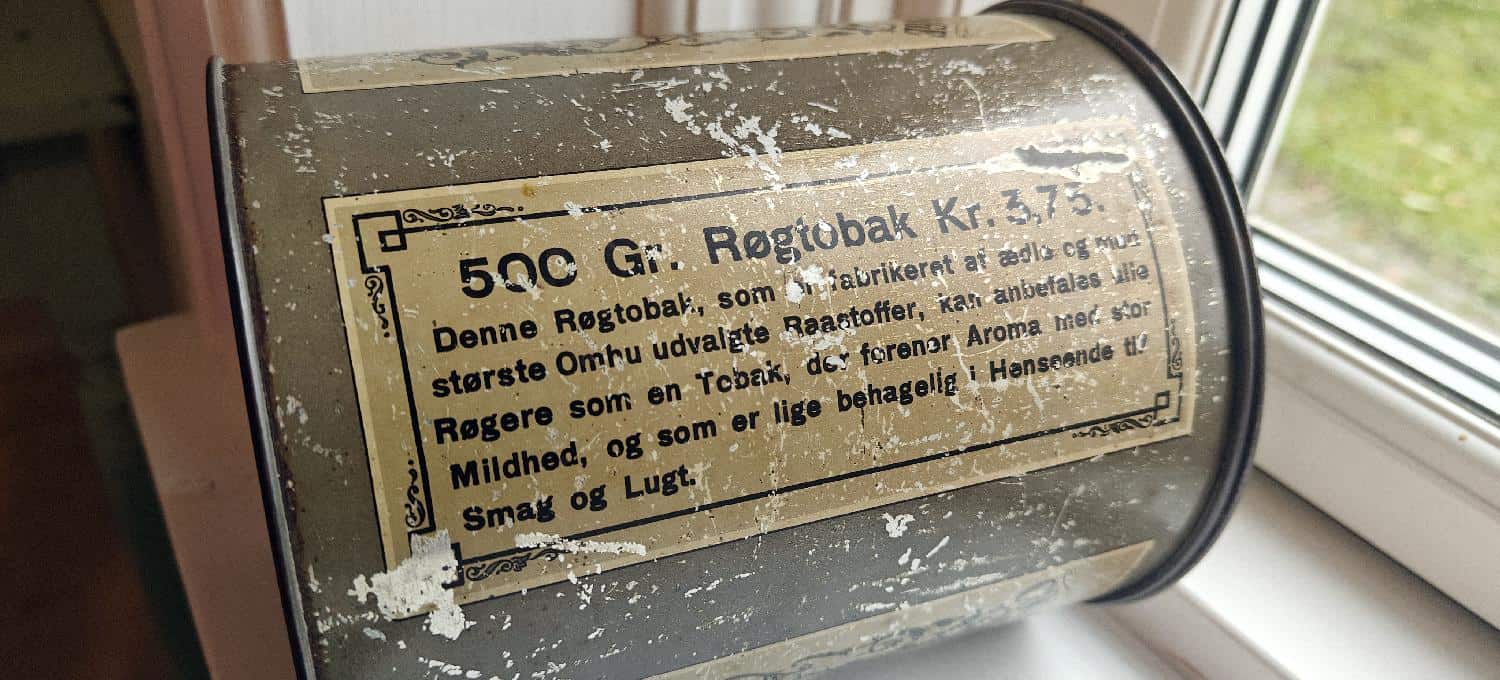 500 Gr. Røgtobak Kr. 3,75.
Denne Røgtobak, som er fabrikeret af ædle og med
største Omhu udvalgte Raastoffer, kan anbefales alle
Røgere som en Tobak, der forener Aroma med stor
Mildhed, og som er lige behagelig i Henseende til
Smag og Lugt.